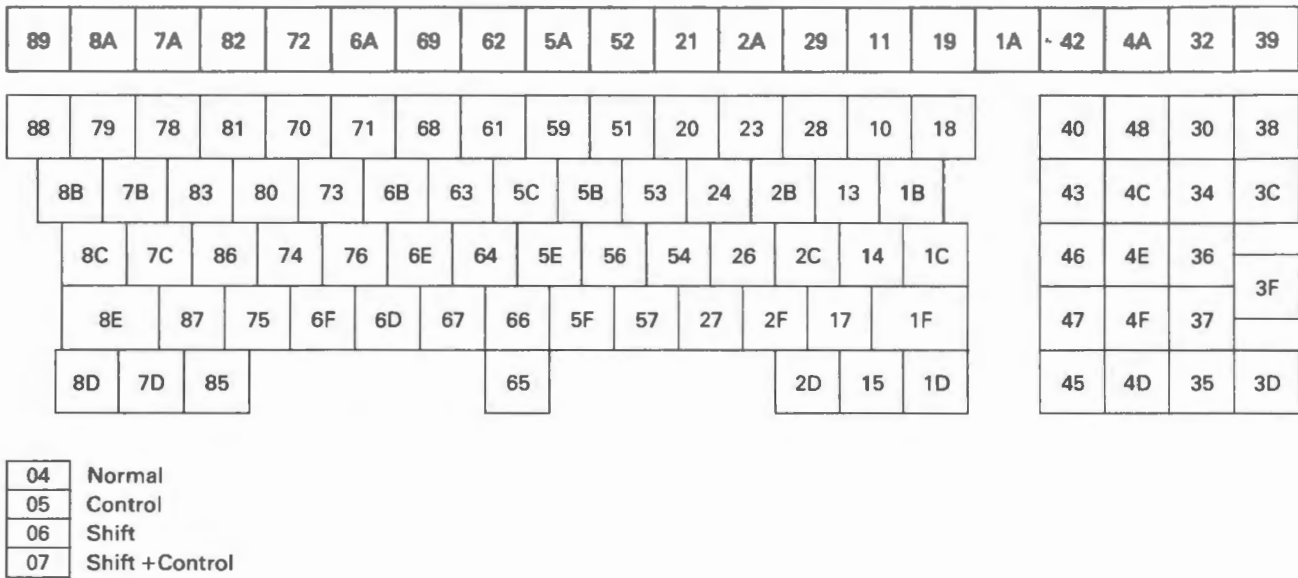 89 8A 7A 82 72 6A 69 62 5A 52 21 2A 29 11 19 1A 42 4A 32 39
88 79 78 81 70 71 68 61 59 51 20 23 28 10 18 40 48 30 38
8B 7B 83 80 73 6B 63 5C 5B 53 24 2B 13 1B 43 4C 34 3C
8C 7C 86 74 76 6E 64 5E 56 54 26 2C 14 1C 46 4E 36
3F
8E 87 75 6F 6D 67 66 5F 57 27 2F 17 1F 47 4F 37
8D 7D 85 65 2D 15 1D 45 4D 35 3D
04 Normal
05 Control
06 Shift
07 Shift +Control